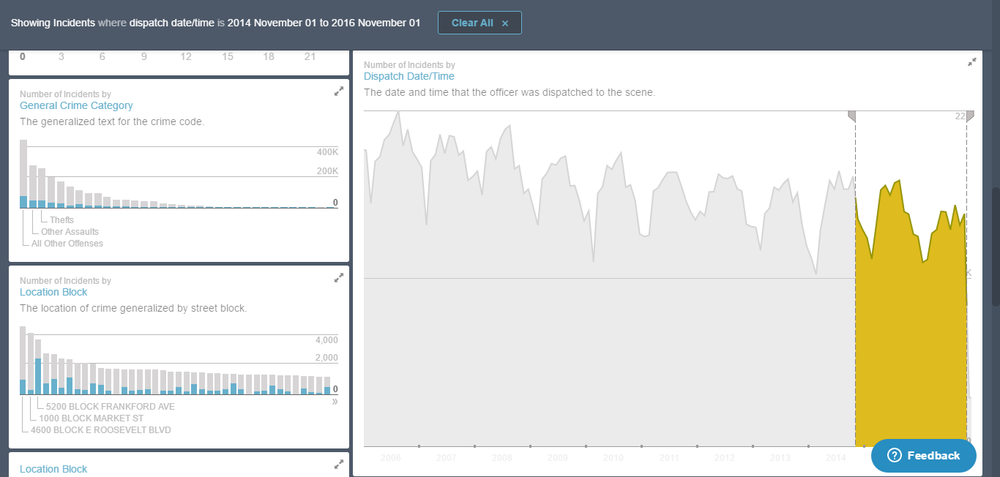 Showing Incidents where dispatch date/time is 2014 November 01 to 2016 November 01
Clear All ×
0 3 6 9 12 15 18 21
Number of Incidents by
General Crime Category
The generalized text for the crime code.
400K
200K
0
Thefts
Other Assaults
All Other Offenses
Number of Incidents by
Location Block
The location of crime generalized by street block.
4,000
2,000
0
»
5200 BLOCK FRANKFORD AVE
1000 BLOCK MARKET ST
4600 BLOCK E ROOSEVELT BLVD
Location Block
Number of Incidents by
Dispatch Date/Time
The date and time that the officer was dispatched to the scene.
22
K
2006 2007 2008 2009 2010 2011 2012 2013 2014
? Feedback